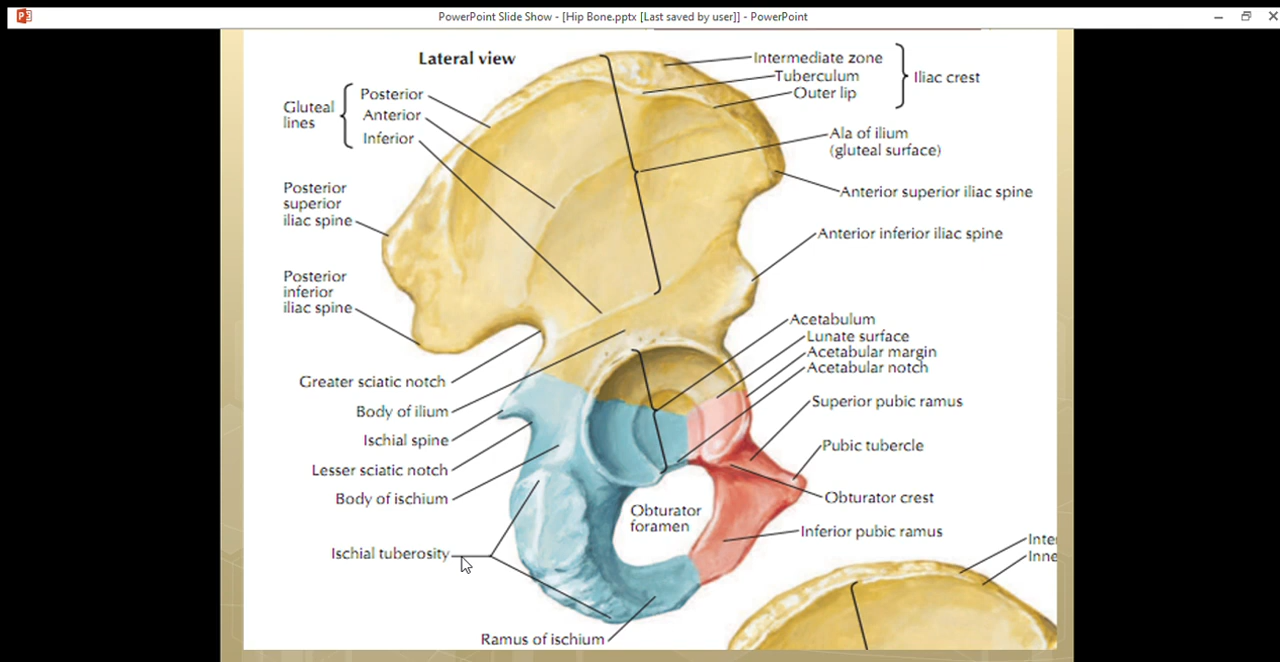 PowerPoint Slide Show - [Hip Bone.pptx [Last saved by user]] - PowerPoint
Lateral view
Gluteal
lines
Posterior
Anterior
Inferior
Posterior
superior
iliac spine
Posterior
inferior
iliac spine
Greater sciatic notch
Body of ilium
Ischial spine
Lesser sciatic notch
Body of ischium
Ischial tuberosity
Ramus of ischium
Obturator
foramen
Intermediate zone
Tuberculum
Outer lip
Iliac crest
Ala of ilium
(gluteal surface)
Anterior superior iliac spine
Anterior inferior iliac spine
Acetabulum
Lunate surface
Acetabular margin
Acetabular notch
Superior pubic ramus
Pubic tubercle
Obturator crest
Inferior pubic ramus
Inte
Inne